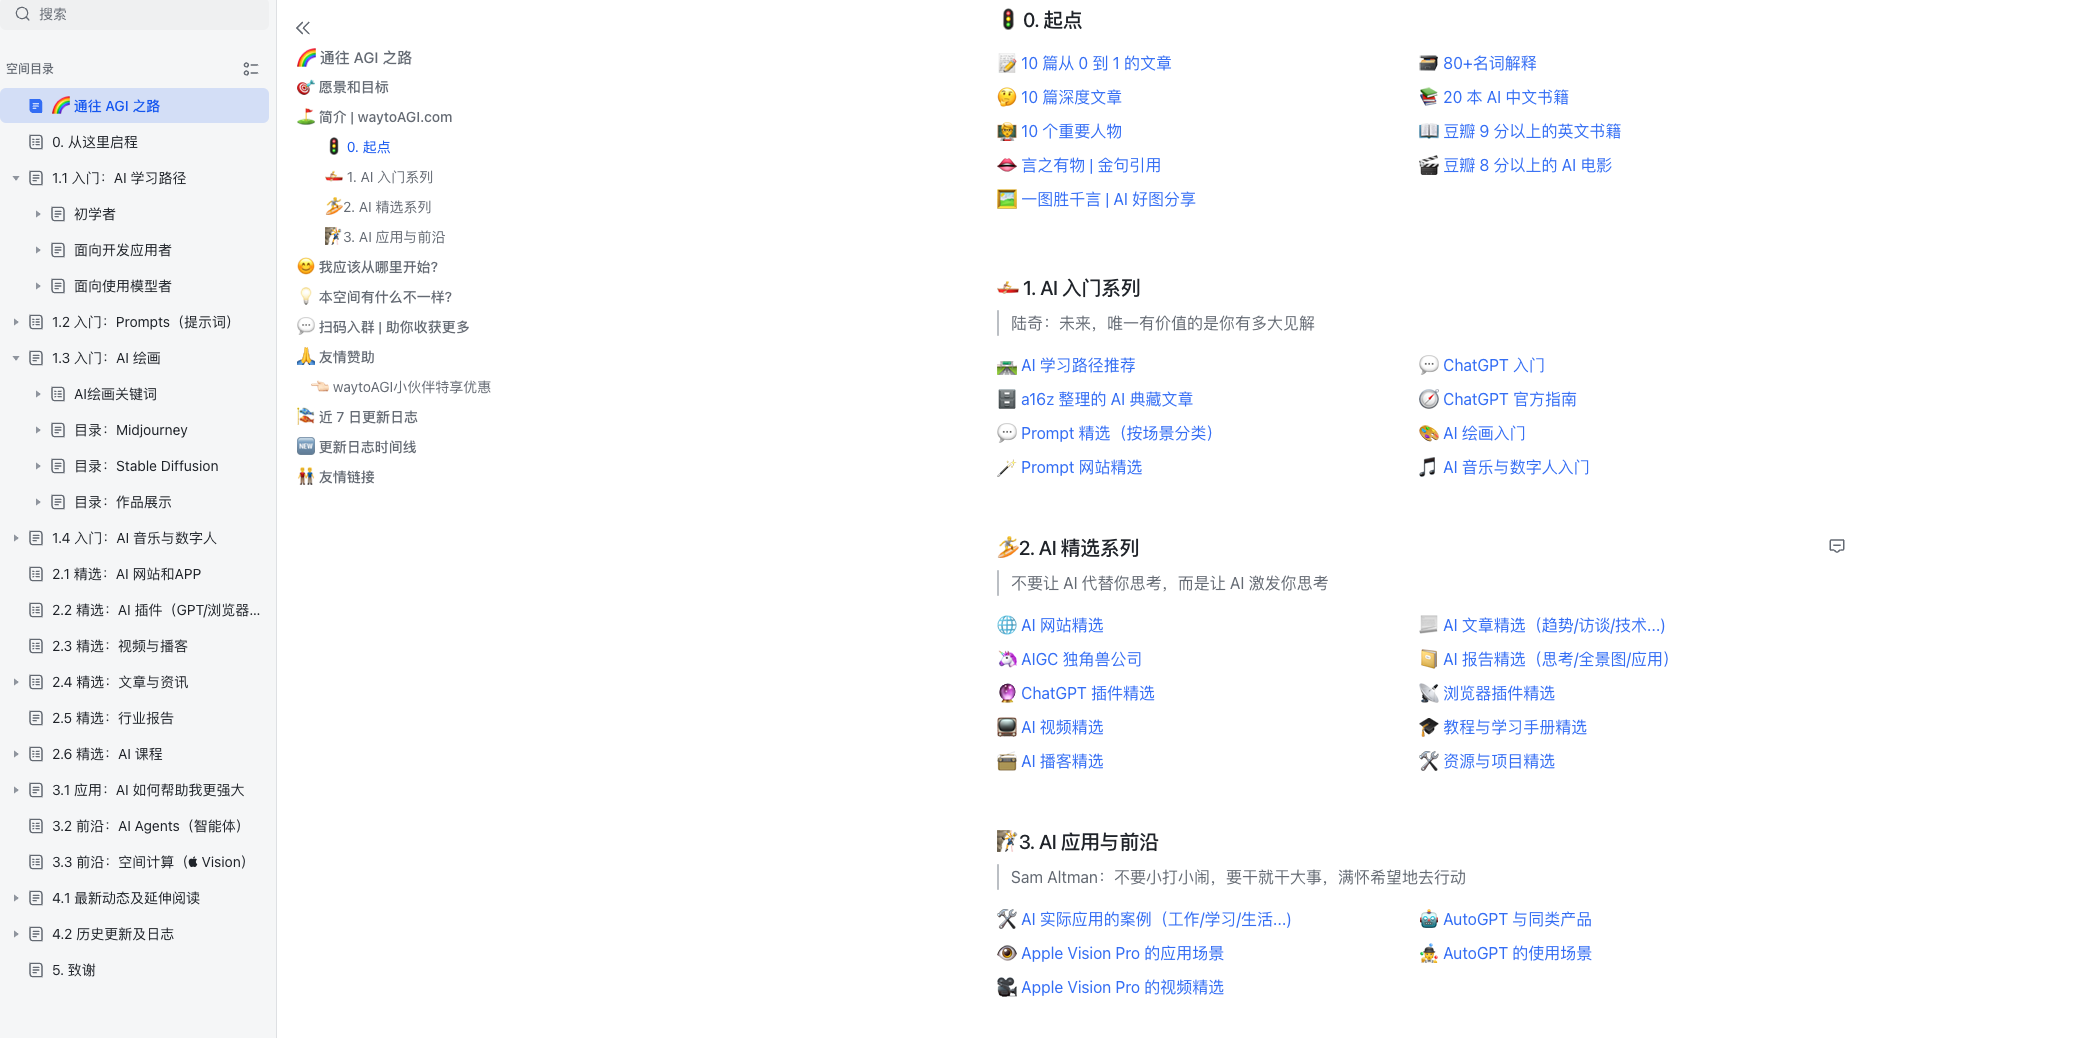 搜索
空间目录
通往 AGI 之路
0. 从这里启程
1.1 入门：AI 学习路径
初学者
面向开发应用者
面向使用模型者
1.2 入门：Prompts（提示词）
1.3 入门：AI 绘画
AI绘画关键词
目录：Midjourney
目录：Stable Diffusion
目录：作品展示
1.4 入门：AI 音乐与数字人
2.1 精选：AI 网站和APP
2.2 精选：AI 插件（GPT/浏览器...
2.3 精选：视频与播客
2.4 精选：文章与资讯
2.5 精选：行业报告
2.6 精选：AI 课程
3.1 应用：AI 如何帮助我更强大
3.2 前沿：AI Agents（智能体）
3.3 前沿：空间计算（ Vision）
4.1 最新动态及延伸阅读
4.2 历史更新及日志
5. 致谢
通往 AGI 之路
愿景和目标
简介 | waytoAGI.com
0. 起点
1. AI 入门系列
2. AI 精选系列
3. AI 应用与前沿
我应该从哪里开始?
本空间有什么不一样?
扫码入群 | 助你收获更多
友情赞助
waytoAGI小伙伴特享优惠
近 7 日更新日志
NEW 更新日志时间线
友情链接
0. 起点
10 篇从 0 到 1 的文章
80+名词解释
10 篇深度文章
20 本 AI 中文书籍
10 个重要人物
豆瓣 9 分以上的英文书籍
言之有物 | 金句引用
豆瓣 8 分以上的 AI 电影
一图胜千言 | AI 好图分享
1. AI 入门系列
陆奇：未来，唯一有价值的是你有多大见解
AI 学习路径推荐
ChatGPT 入门
a16z 整理的 AI 典藏文章
ChatGPT 官方指南
Prompt 精选（按场景分类）
AI 绘画入门
Prompt 网站精选
AI 音乐与数字人入门
2. AI 精选系列
不要让 AI 代替你思考，而是让 AI 激发你思考
AI 网站精选
AI 文章精选（趋势/访谈/技术...)
AIGC 独角兽公司
AI 报告精选（思考/全景图/应用）
ChatGPT 插件精选
浏览器插件精选
AI 视频精选
教程与学习手册精选
AI 播客精选
资源与项目精选
3. AI 应用与前沿
Sam Altman：不要小打小闹，要干就干大事，满怀希望地去行动
AI 实际应用的案例（工作/学习/生活...)
AutoGPT 与同类产品
Apple Vision Pro 的应用场景
AutoGPT 的使用场景
Apple Vision Pro 的视频精选